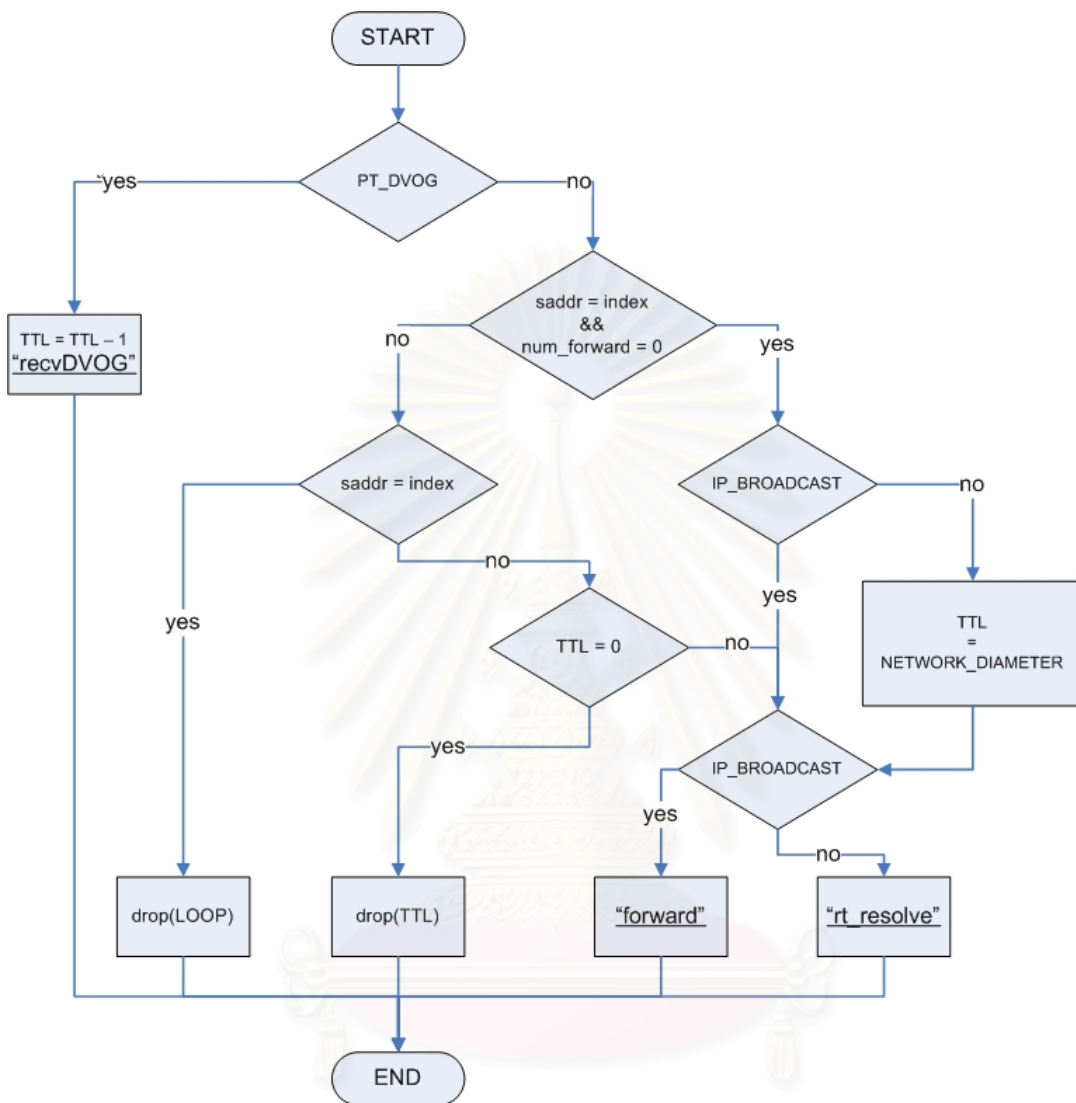 START
PT_DVOG
yes
no
saddr = index
&&
num_forward = 0
TTL = TTL – 1
“recvDVOG”
no
yes
saddr = index
IP_BROADCAST
no
no
yes
yes
TTL = 0
no
TTL
=
NETWORK_DIAMETER
yes
IP_BROADCAST
yes
no
drop(LOOP)
drop(TTL)
“forward”
“rt_resolve”
END